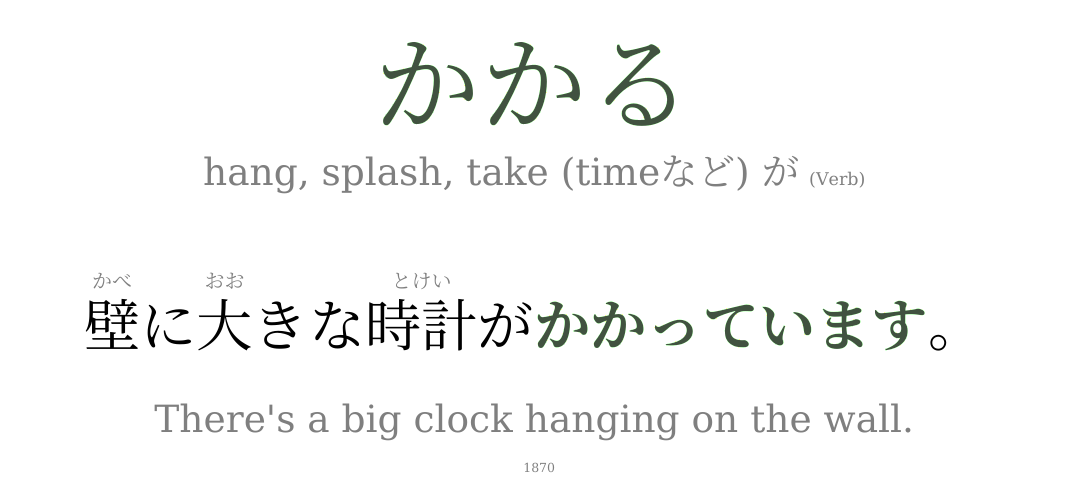 かかる
hang, splash, take (timeなど) が (Verb)
かべ おお とけい
壁に大きな時計がかかっています。
There's a big clock hanging on the wall.
1870